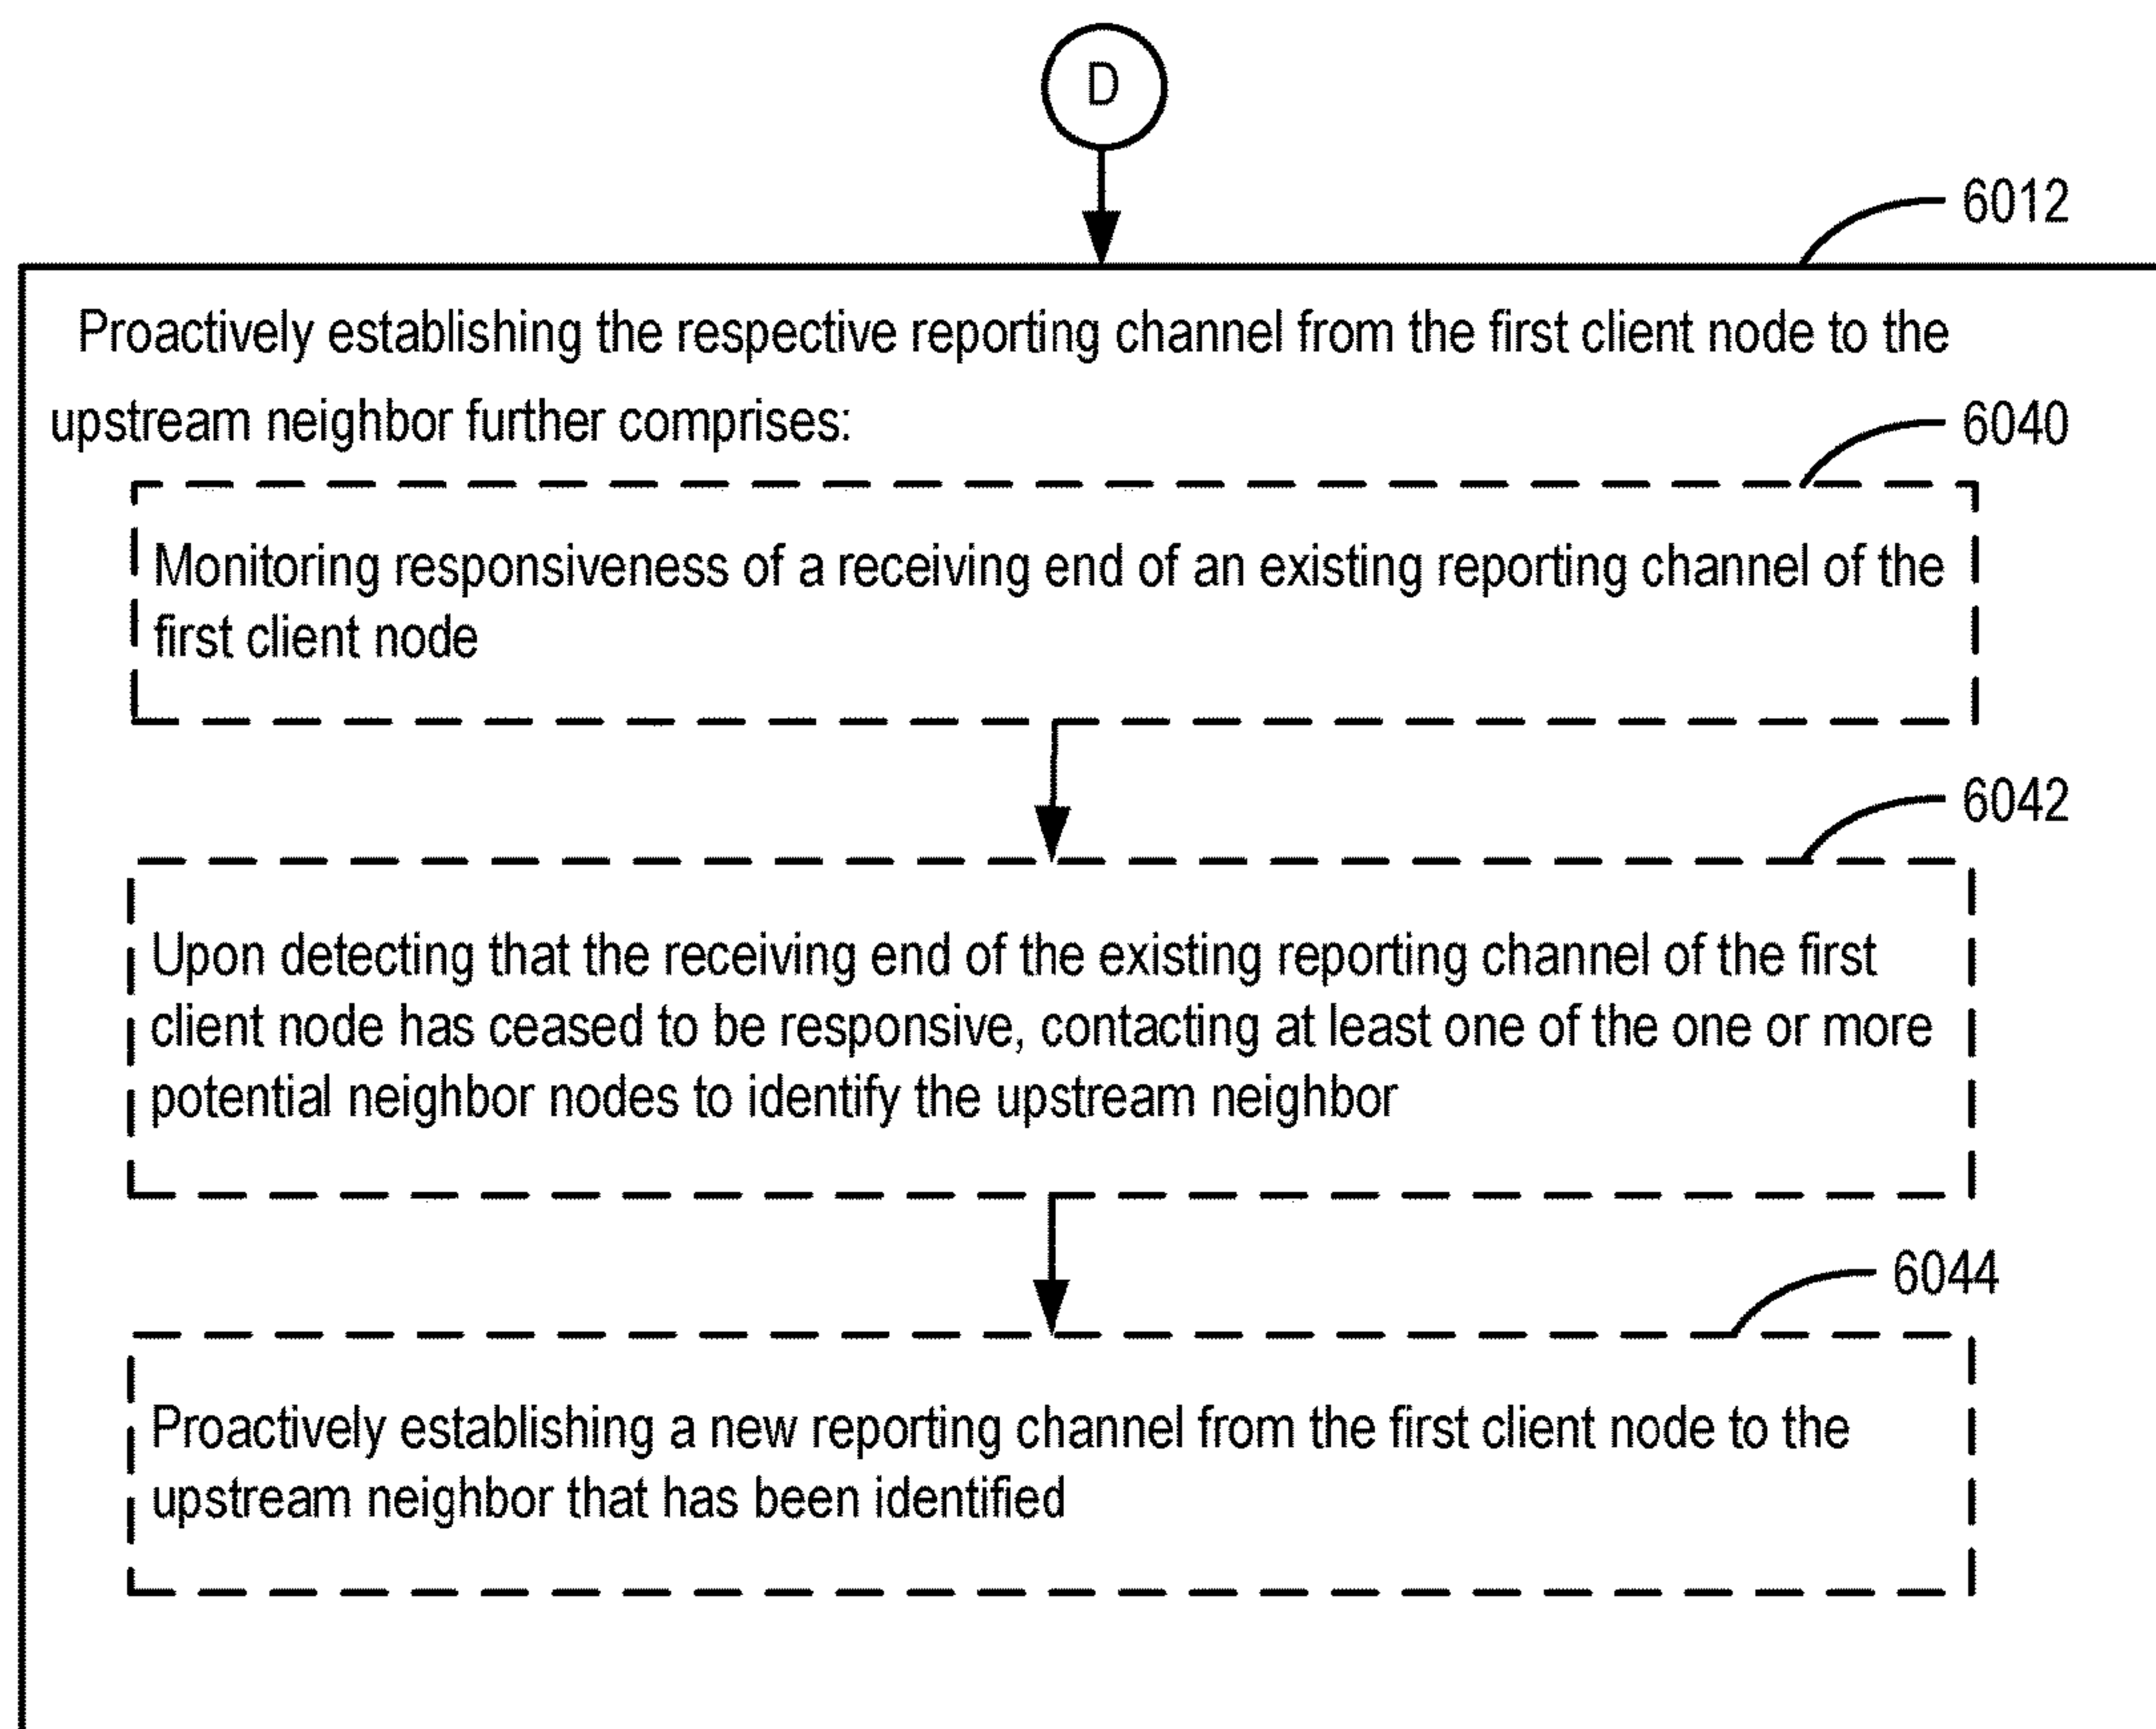 D
6012
Proactively establishing the respective reporting channel from the first client node to the
upstream neighbor further comprises:
6040
Monitoring responsiveness of a receiving end of an existing reporting channel of the
first client node
6042
Upon detecting that the receiving end of the existing reporting channel of the first
client node has ceased to be responsive, contacting at least one of the one or more
potential neighbor nodes to identify the upstream neighbor
6044
Proactively establishing a new reporting channel from the first client node to the
upstream neighbor that has been identified